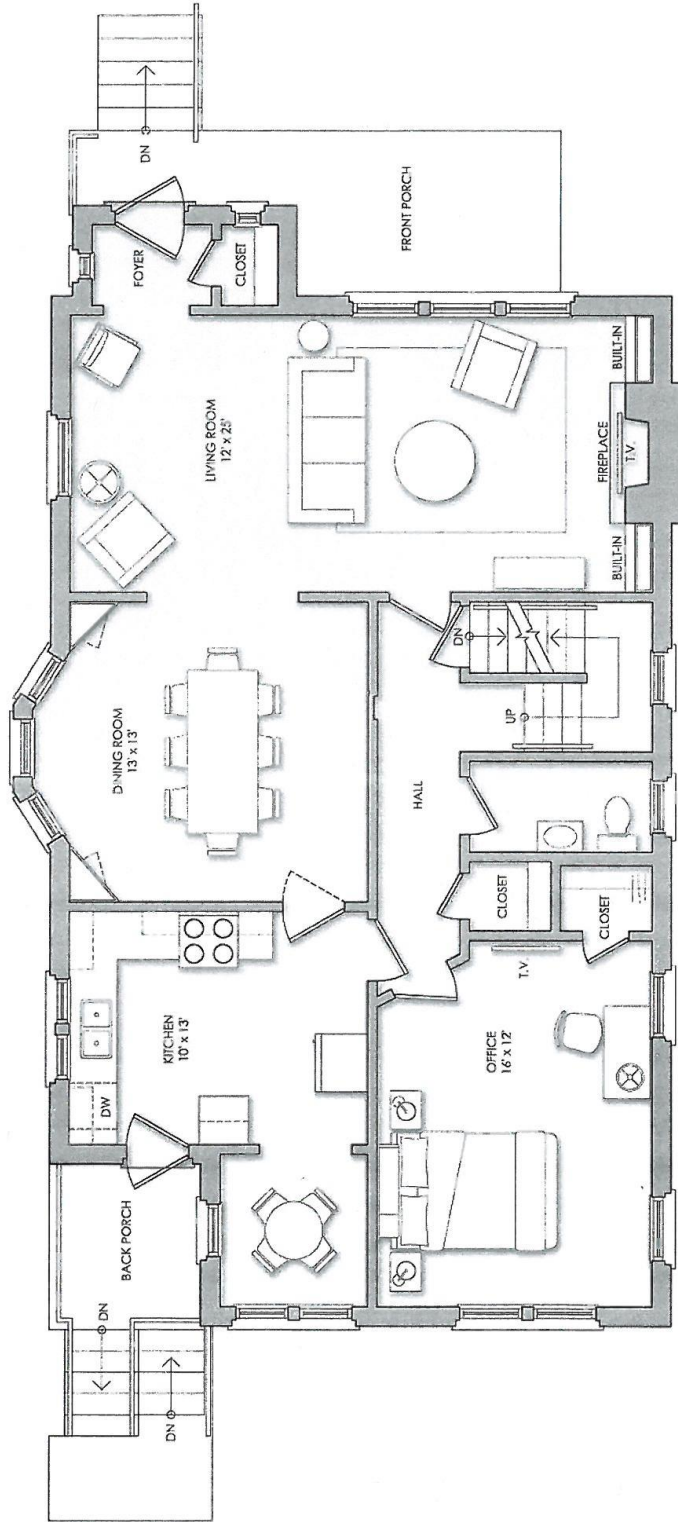 BACK PORCH
DN
DN
DW
KITCHEN
10' x 13'
DINING ROOM
13' x 13'
LIVING ROOM
12' x 25'
FOYER
CLOSET
DN
FRONT PORCH
HALL
UP
DN
CLOSET
CLOSET
OFFICE
16' x 12'
T.V.
BUILT-IN
FIREPLACE
T.V.
BUILT-IN